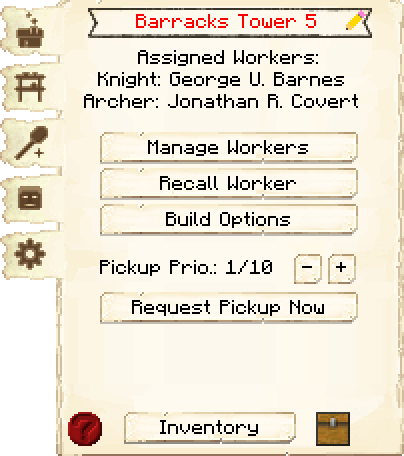 Barracks Tower 5
Assigned Workers:
Knight: George U. Barnes
Archer: Jonathan R. Covert
Manage Workers
Recall Worker
Build Options
Pickup Prio.: 1/10 - +
Request Pickup Now
? Inventory